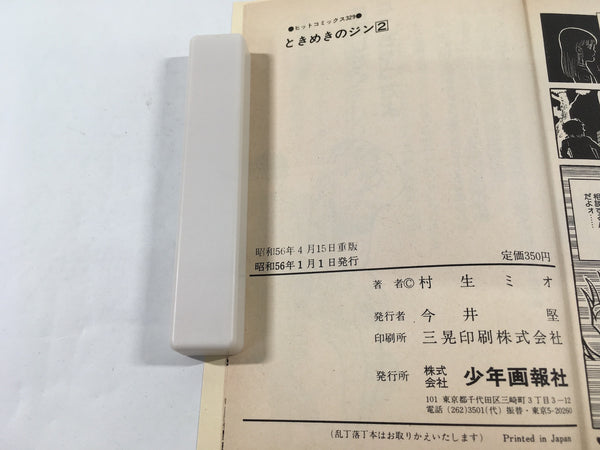 ●ヒットコミックス329●
ときめきのジン2
昭和56年4月15日重版
昭和56年1月1日発行
定価350円
著者©村生ミオ
発行者 今井 堅
印刷所 三晃印刷株式会社
発行所 株式会社 少年画報社
101 東京都千代田区三崎町3丁目3-12
電話 (262)3501(代) 振替・東京5-20260
(乱丁落丁本はお取りかえいたします) Printed in Japan